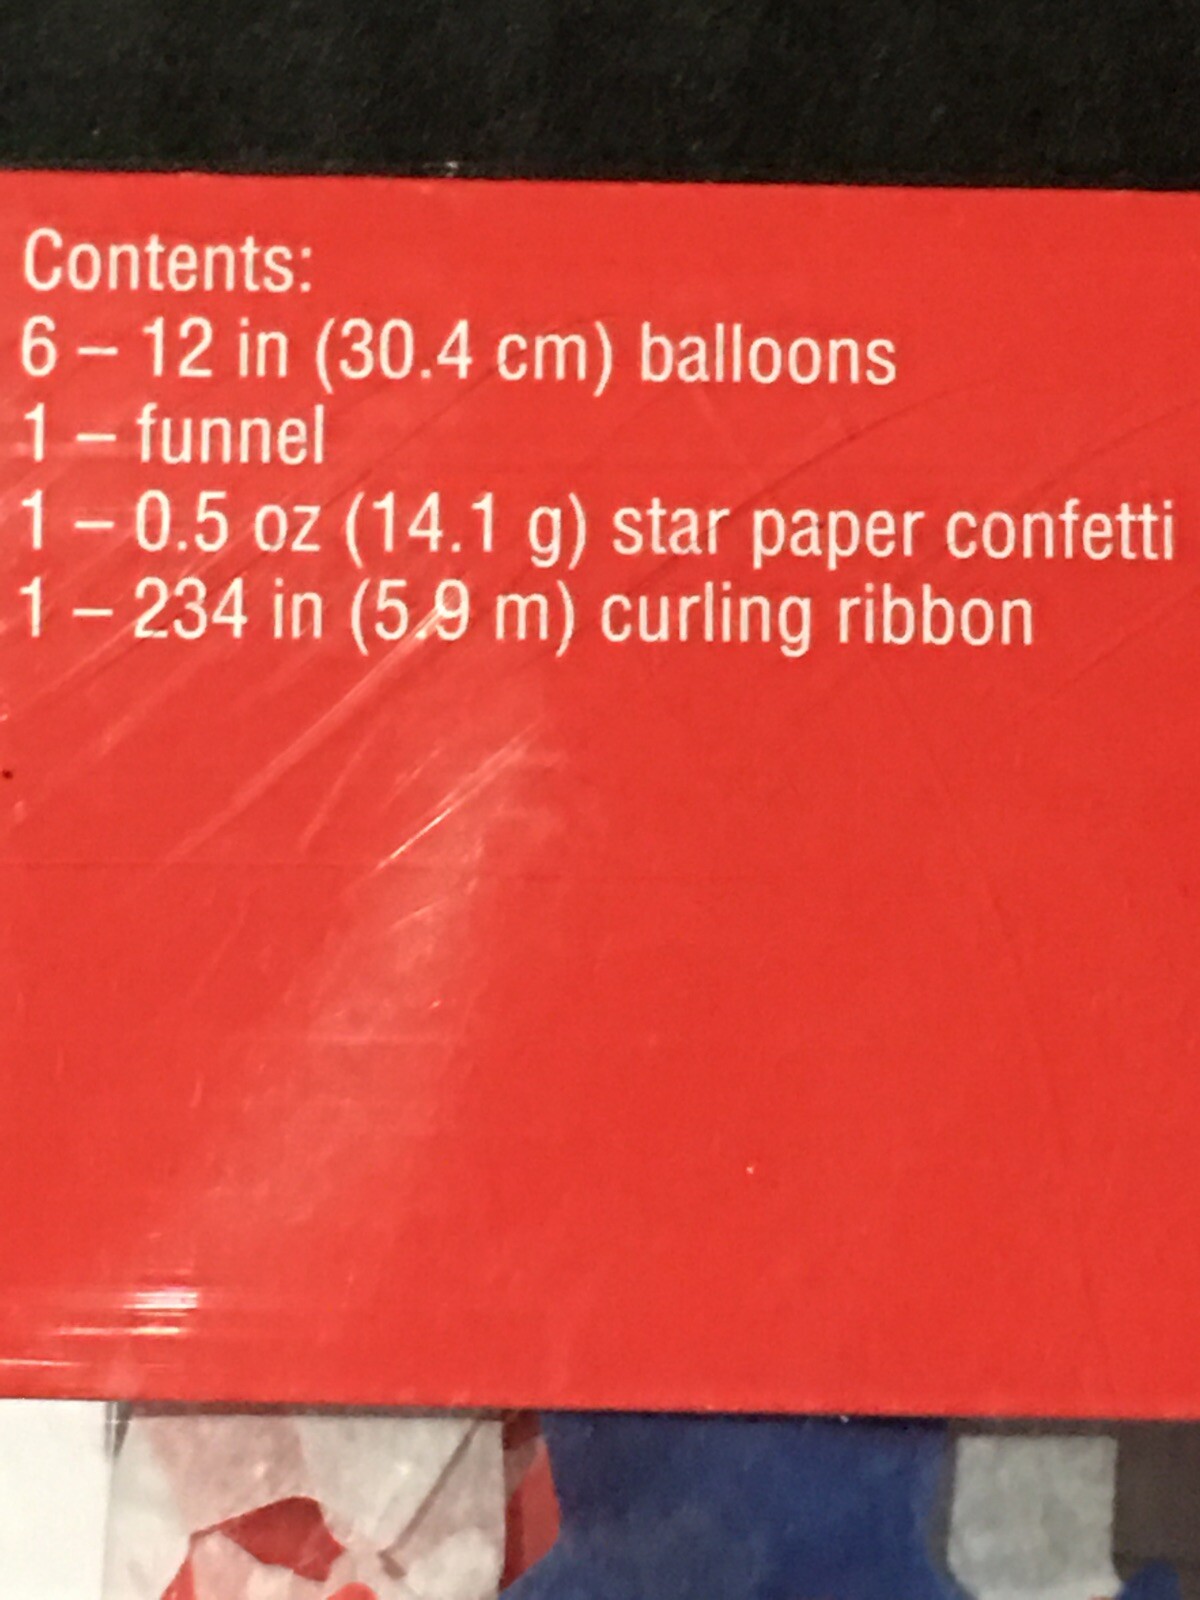 Contents:
6 – 12 in (30.4 cm) balloons
1 – funnel
1 – 0.5 oz (14.1 g) star paper confetti
1 – 234 in (5.9 m) curling ribbon